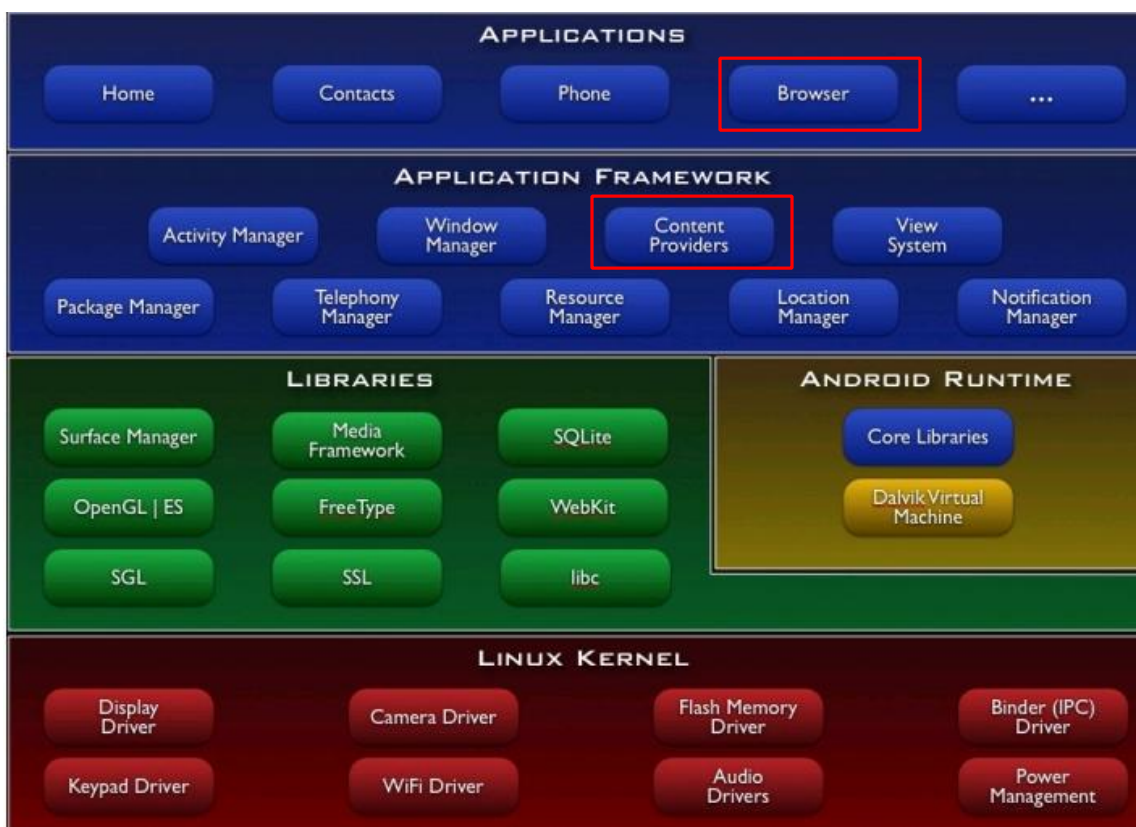 APPLICATIONS
Home
Contacts
Phone
Browser
...
APPLICATION FRAMEWORK
Activity Manager
Window
Manager
Content
Providers
View
System
Package Manager
Telephony
Manager
Resource
Manager
Location
Manager
Notification
Manager
LIBRARIES
Surface Manager
Media
Framework
SQLite
OpenGL | ES
FreeType
WebKit
SGL
SSL
libc
ANDROID RUNTIME
Core Libraries
Dalvik Virtual
Machine
LINUX KERNEL
Display
Driver
Camera Driver
Flash Memory
Driver
Binder (IPC)
Driver
Keypad Driver
WiFi Driver
Audio
Drivers
Power
Management